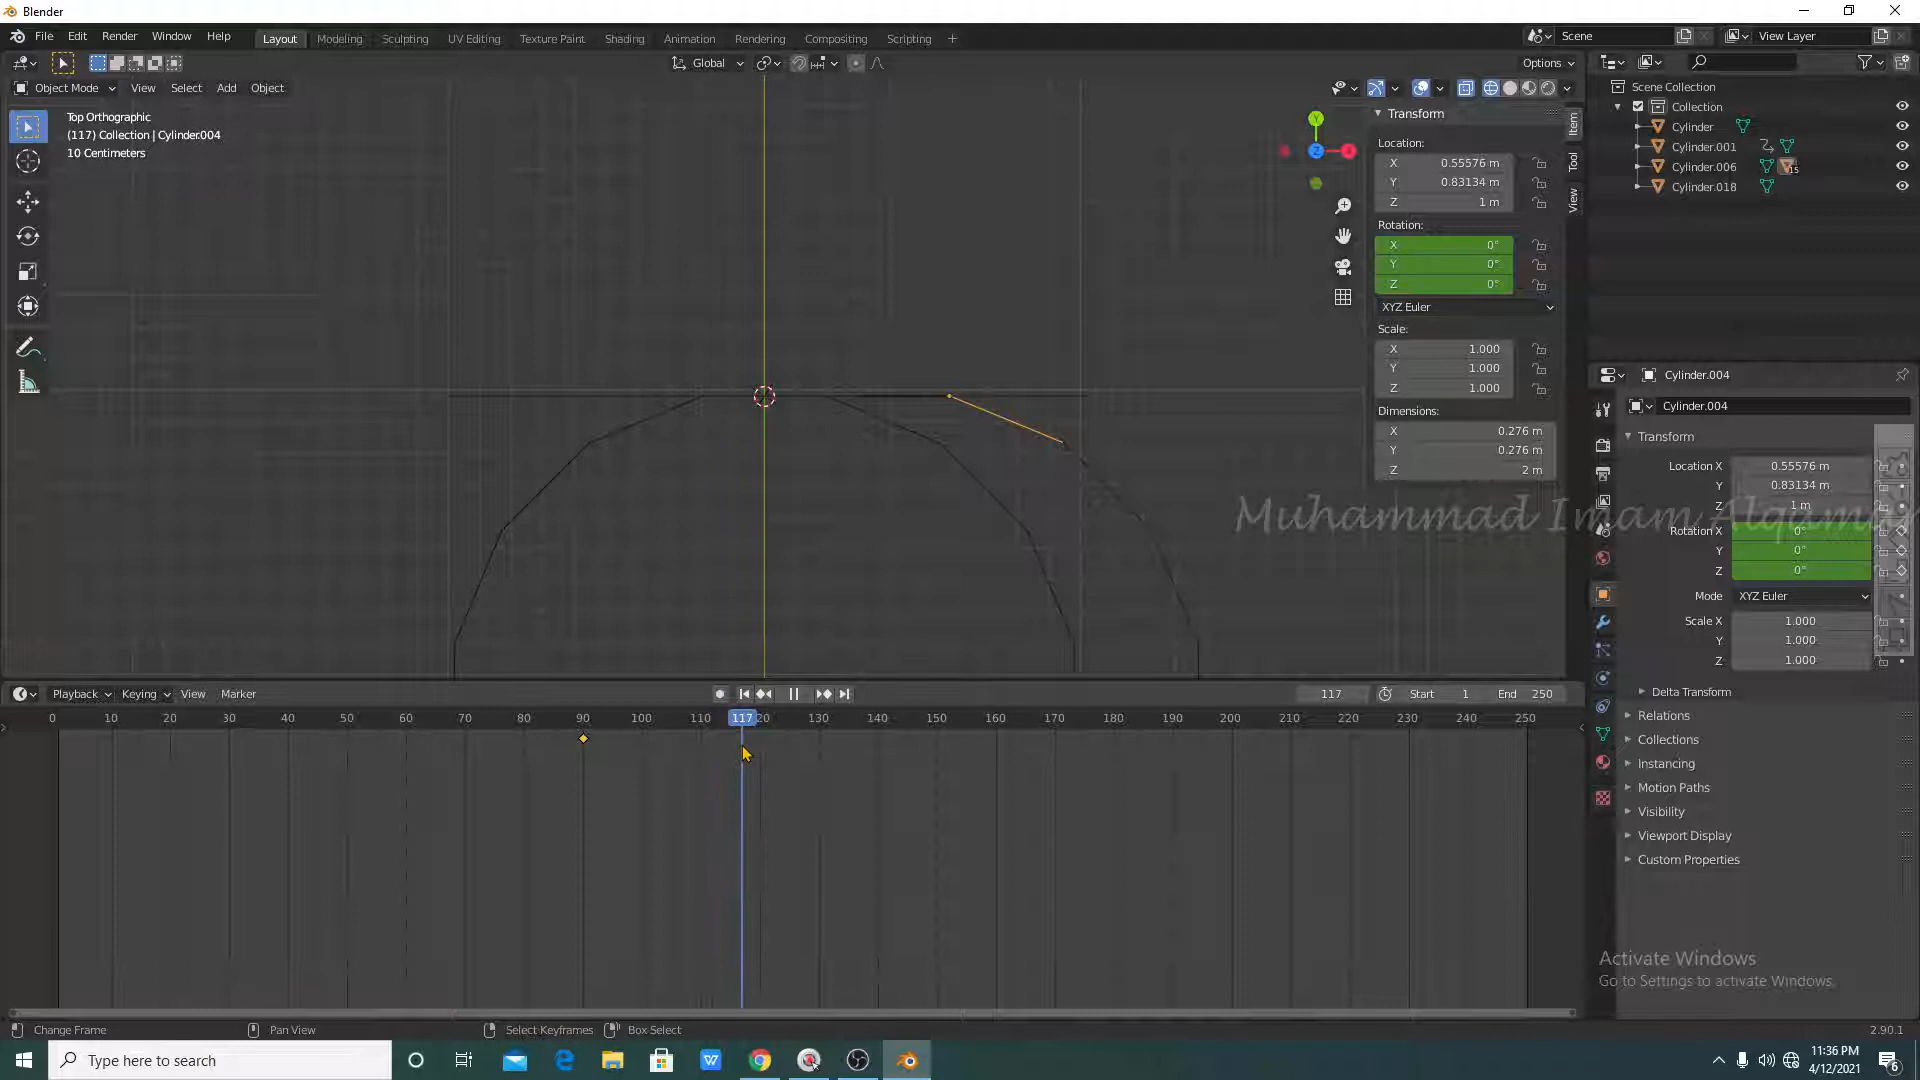 Blender
File Edit Render Window Help Layout Modeling Sculpting UV Editing Texture Paint Shading Animation Rendering Compositing Scripting Scene View Layer
Global Options
Object Mode View Select Add Object
Top Orthographic
(117) Collection | Cylinder.004
10 Centimeters
Y
Z
X
Item
Tool
View
Transform
Location:
X 0.55576 m
Y 0.83134 m
Z 1 m
Rotation:
X 0°
Y 0°
Z 0°
XYZ Euler
Scale:
X 1.000
Y 1.000
Z 1.000
Dimensions:
X 0.276 m
Y 0.276 m
Z 2 m
Scene Collection
Collection
Cylinder
Cylinder.001
Cylinder.006 15
Cylinder.018
Cylinder.004
Cylinder.004
Transform
Location X 0.55576 m
Y 0.83134 m
Z 1 m
Rotation X 0°
Y 0°
Z 0°
Mode XYZ Euler
Scale X 1.000
Y 1.000
Z 1.000
Delta Transform
Relations
Collections
Instancing
Motion Paths
Visibility
Viewport Display
Custom Properties
Muhammad Imam
Playback Keying View Marker 117 Start 1 End 250
0 10 20 30 40 50 60 70 80 90 100 110 117 20 130 140 150 160 170 180 190 200 210 220 230 240 250
Activate Windows
Go to Settings to activate Windows.
Change Frame Pan View Select Keyframes Box Select 2.90.1
Type here to search
11:36 PM
4/12/2021
6